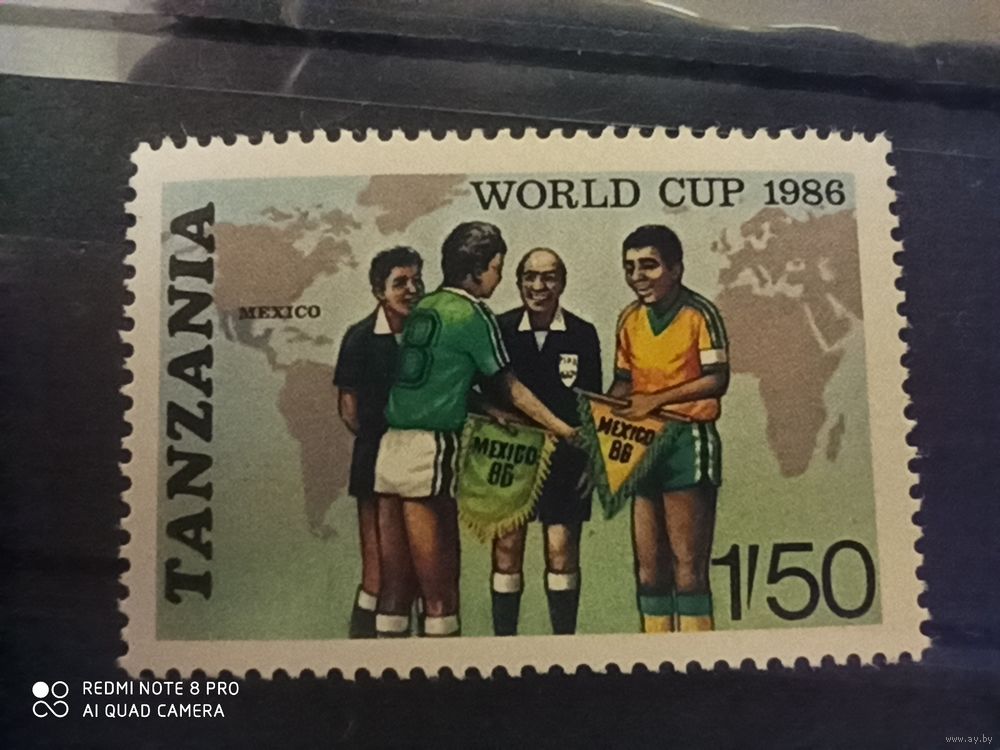 WORLD CUP 1986
TANZANIA
MEXICO
8
MEXICO
86
MEXICO
86
1/50
REDMI NOTE 8 PRO
AI QUAD CAMERA
www.ay.by